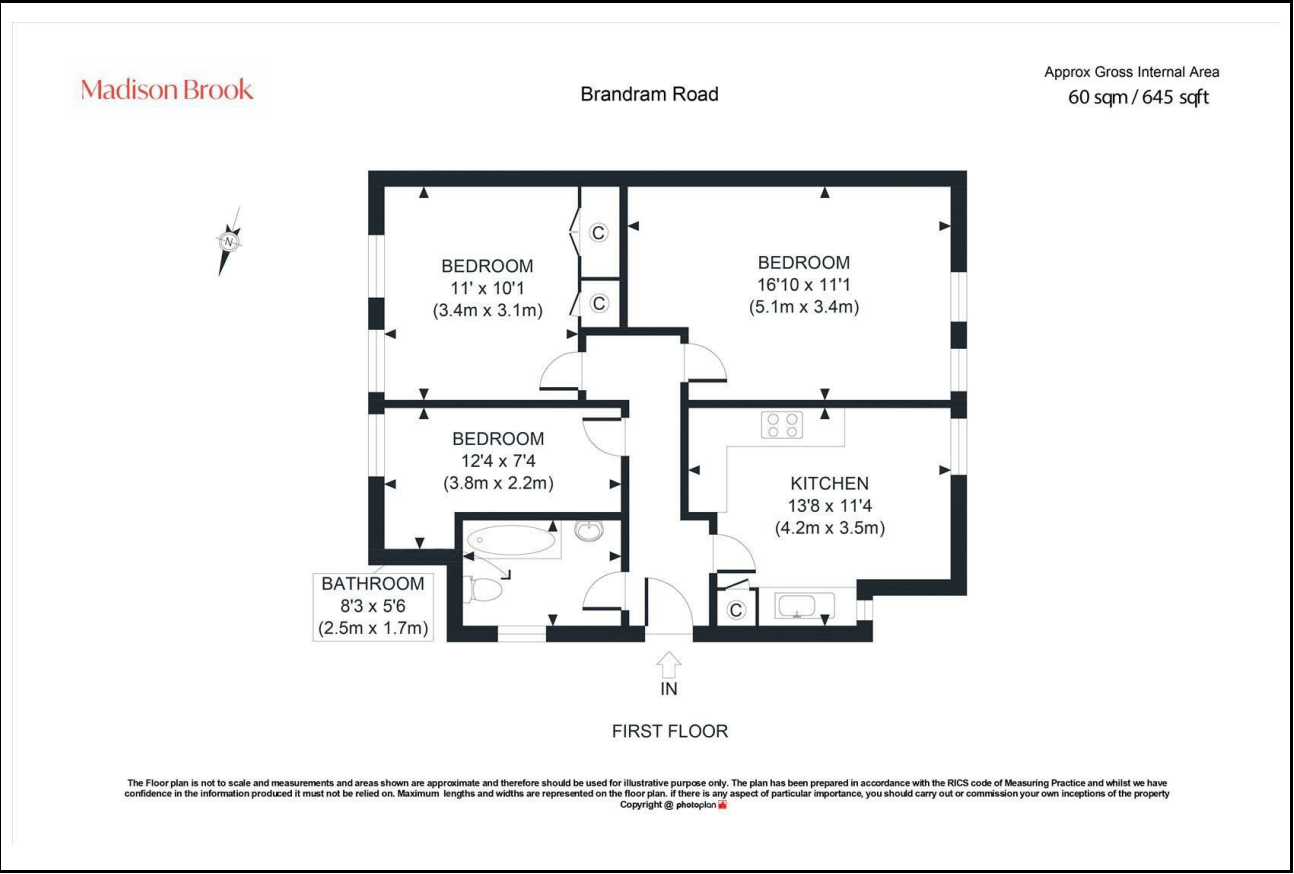 Madison Brook
Brandram Road
Approx Gross Internal Area
60 sqm / 645 sqft
N
C
C
BEDROOM
11' x 10'1
(3.4m x 3.1m)
BEDROOM
16'10 x 11'1
(5.1m x 3.4m)
BEDROOM
12'4 x 7'4
(3.8m x 2.2m)
KITCHEN
13'8 x 11'4
(4.2m x 3.5m)
BATHROOM
8'3 x 5'6
(2.5m x 1.7m)
C
IN
FIRST FLOOR
The Floor plan is not to scale and measurements and areas shown are approximate and therefore should be used for illustrative purpose only. The plan has been prepared in accordance with the RICS code of Measuring Practice and whilst we have
confidence in the information produced it must not be relied on. Maximum lengths and widths are represented on the floor plan. if there is any aspect of particular importance, you should carry out or commission your own inceptions of the property
Copyright @ photoplan